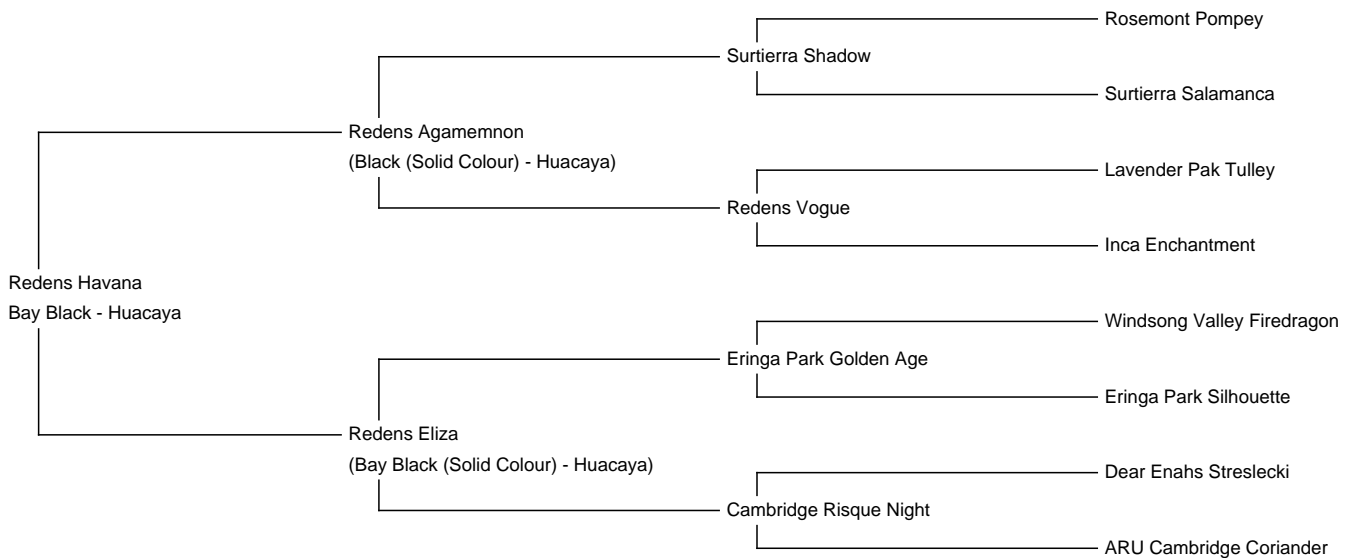 Rosemont Pompey
Surtierra Shadow
Surtierra Salamanca
Redens Agamemnon
(Black (Solid Colour) - Huacaya)
Lavender Pak Tulley
Redens Vogue
Inca Enchantment
Redens Havana
Bay Black - Huacaya
Windsong Valley Firedragon
Eringa Park Golden Age
Eringa Park Silhouette
Redens Eliza
(Bay Black (Solid Colour) - Huacaya)
Dear Enahs Streslecki
Cambridge Risque Night
ARU Cambridge Coriander